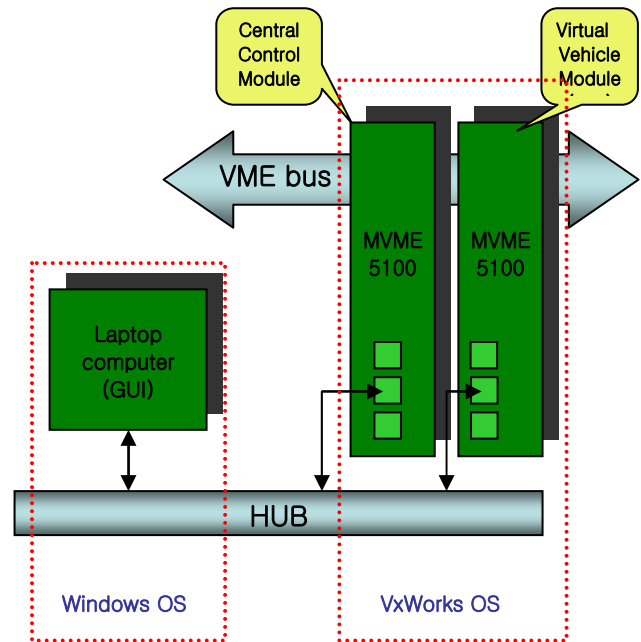 Central
Control
Module
Virtual
Vehicle
Module
VME bus
MVME
5100
MVME
5100
Laptop
computer
(GUI)
HUB
Windows OS
VxWorks OS